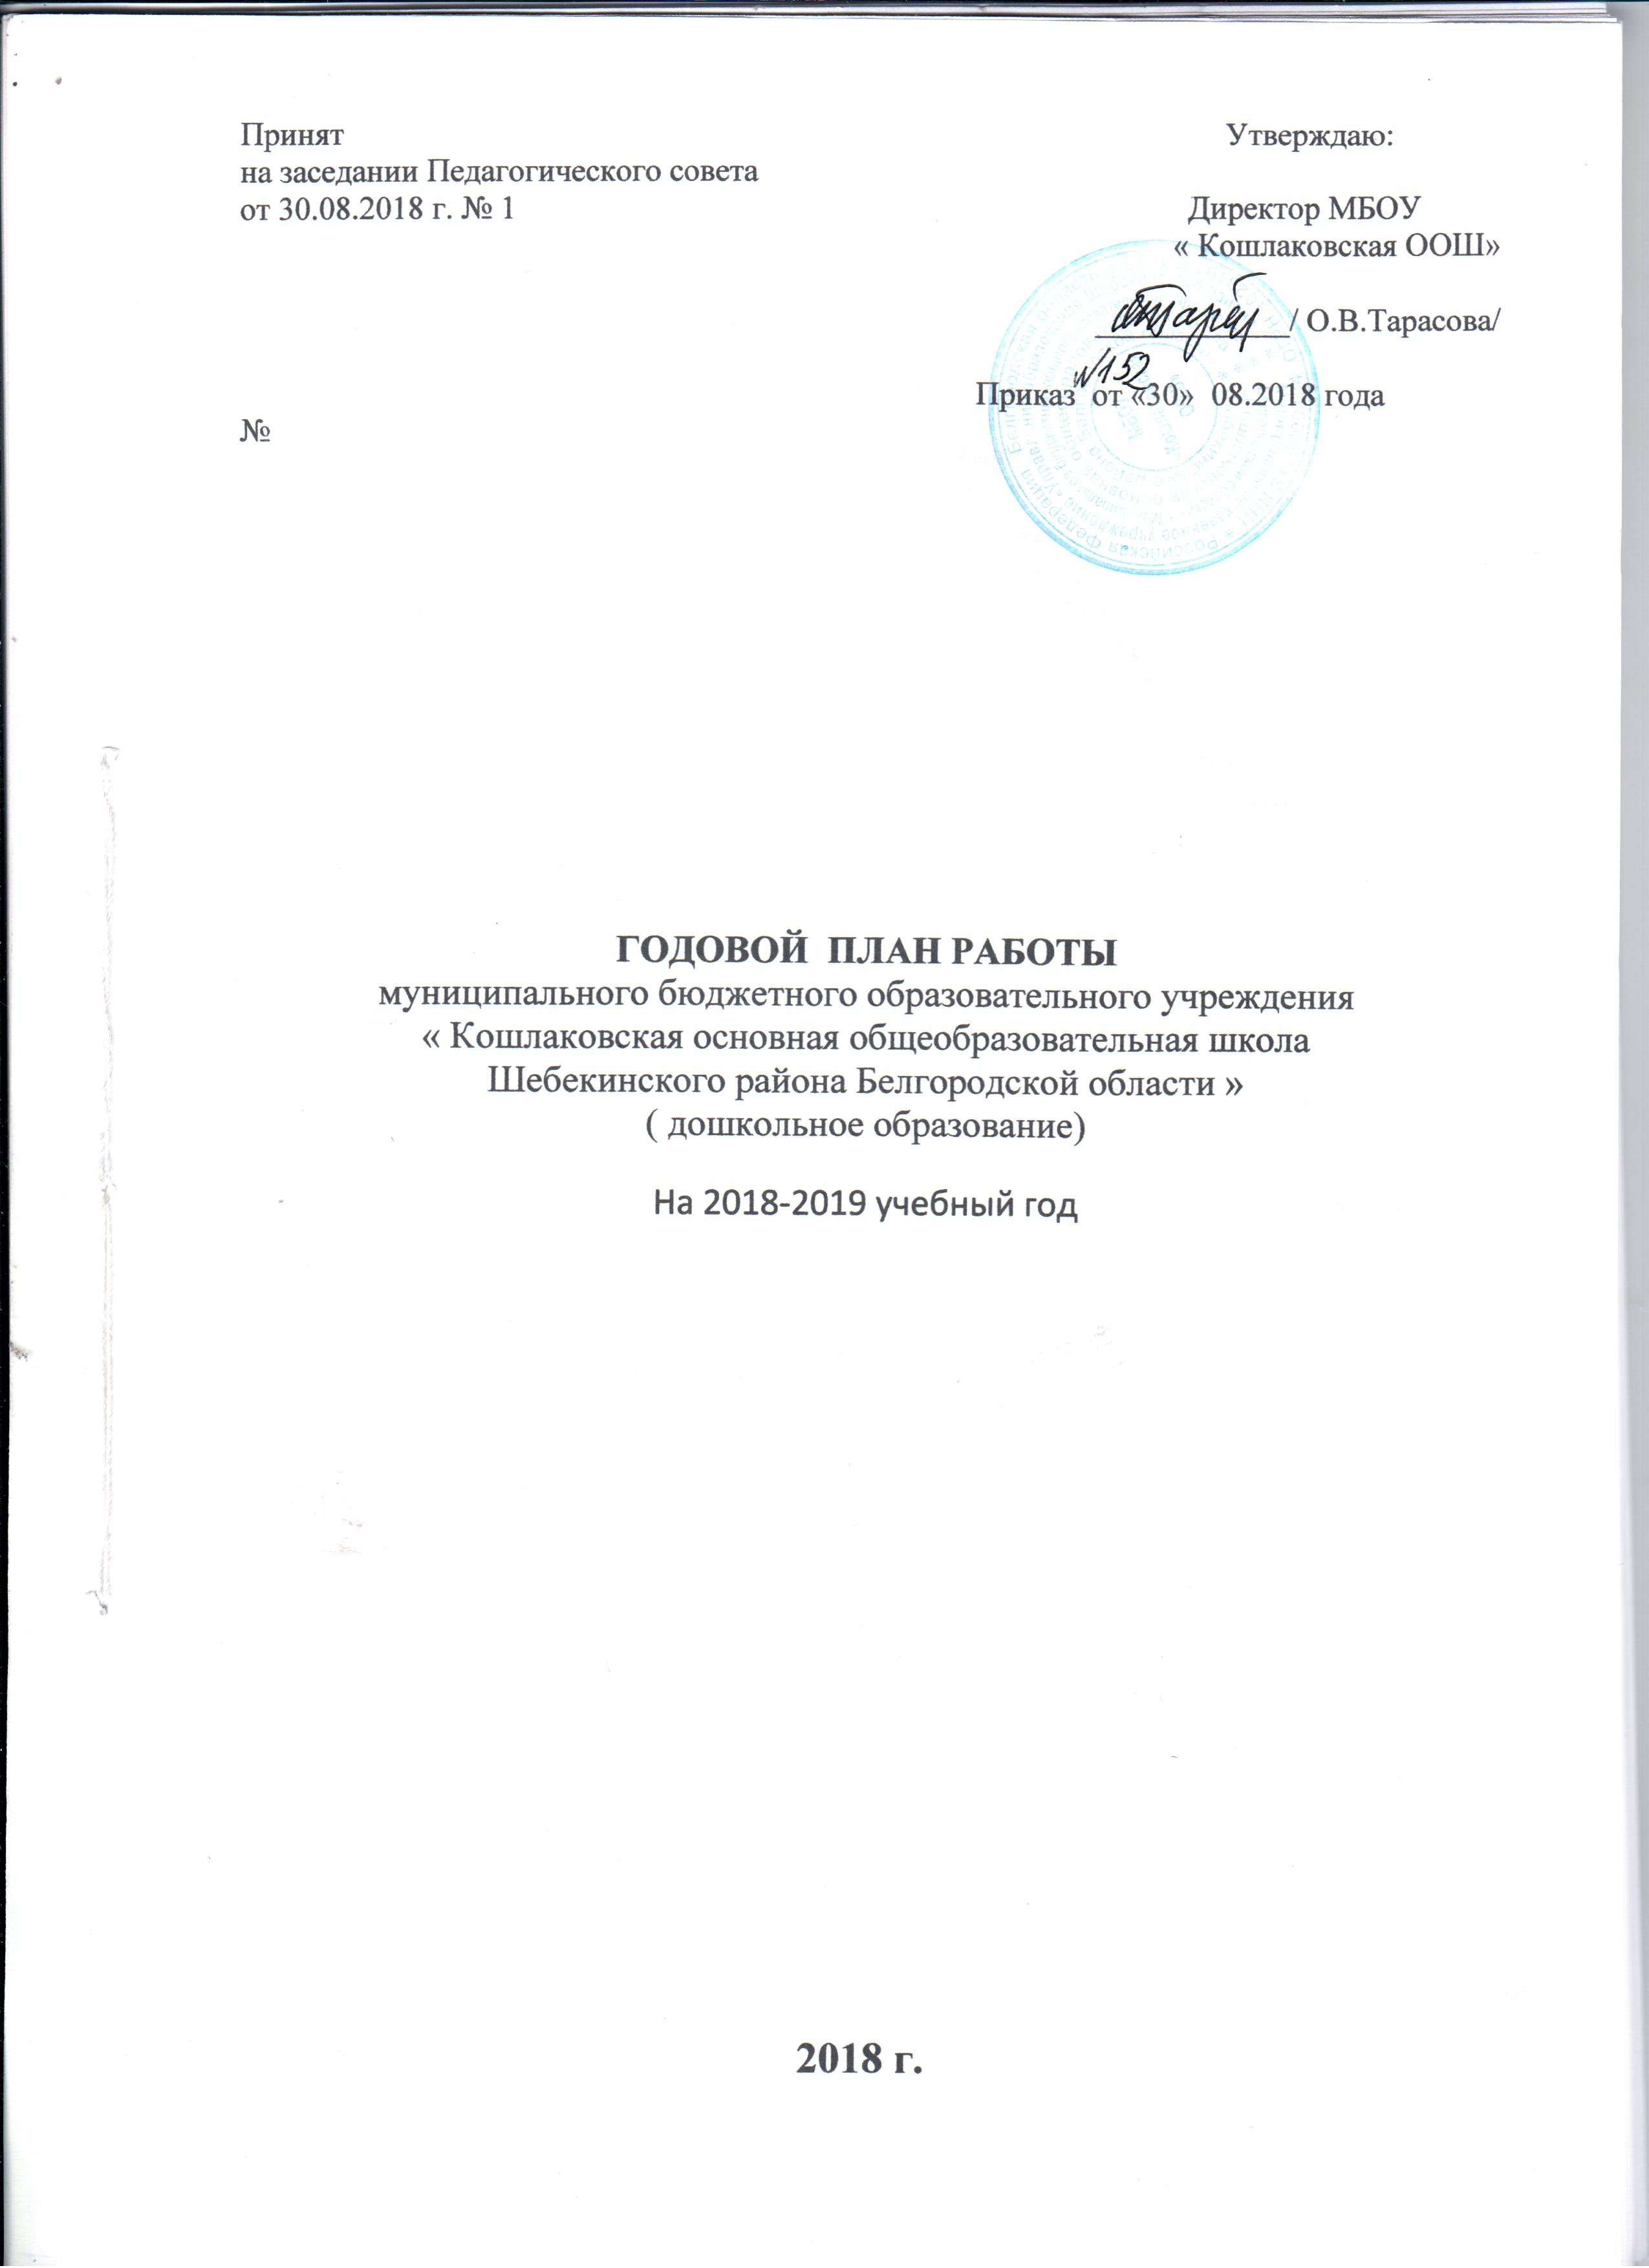 Принят Утверждаю:
на заседании Педагогического совета
от 30.08.2018 г. № 1 Директор МБОУ
« Кошлаковская ООШ»
/ О.В.Тарасова/
№152
Приказ от «30» 08.2018 года
№
ГОДОВОЙ ПЛАН РАБОТЫ
муниципального бюджетного образовательного учреждения
« Кошлаковская основная общеобразовательная школа
Шебекинского района Белгородской области »
( дошкольное образование)
На 2018-2019 учебный год
2018 г.